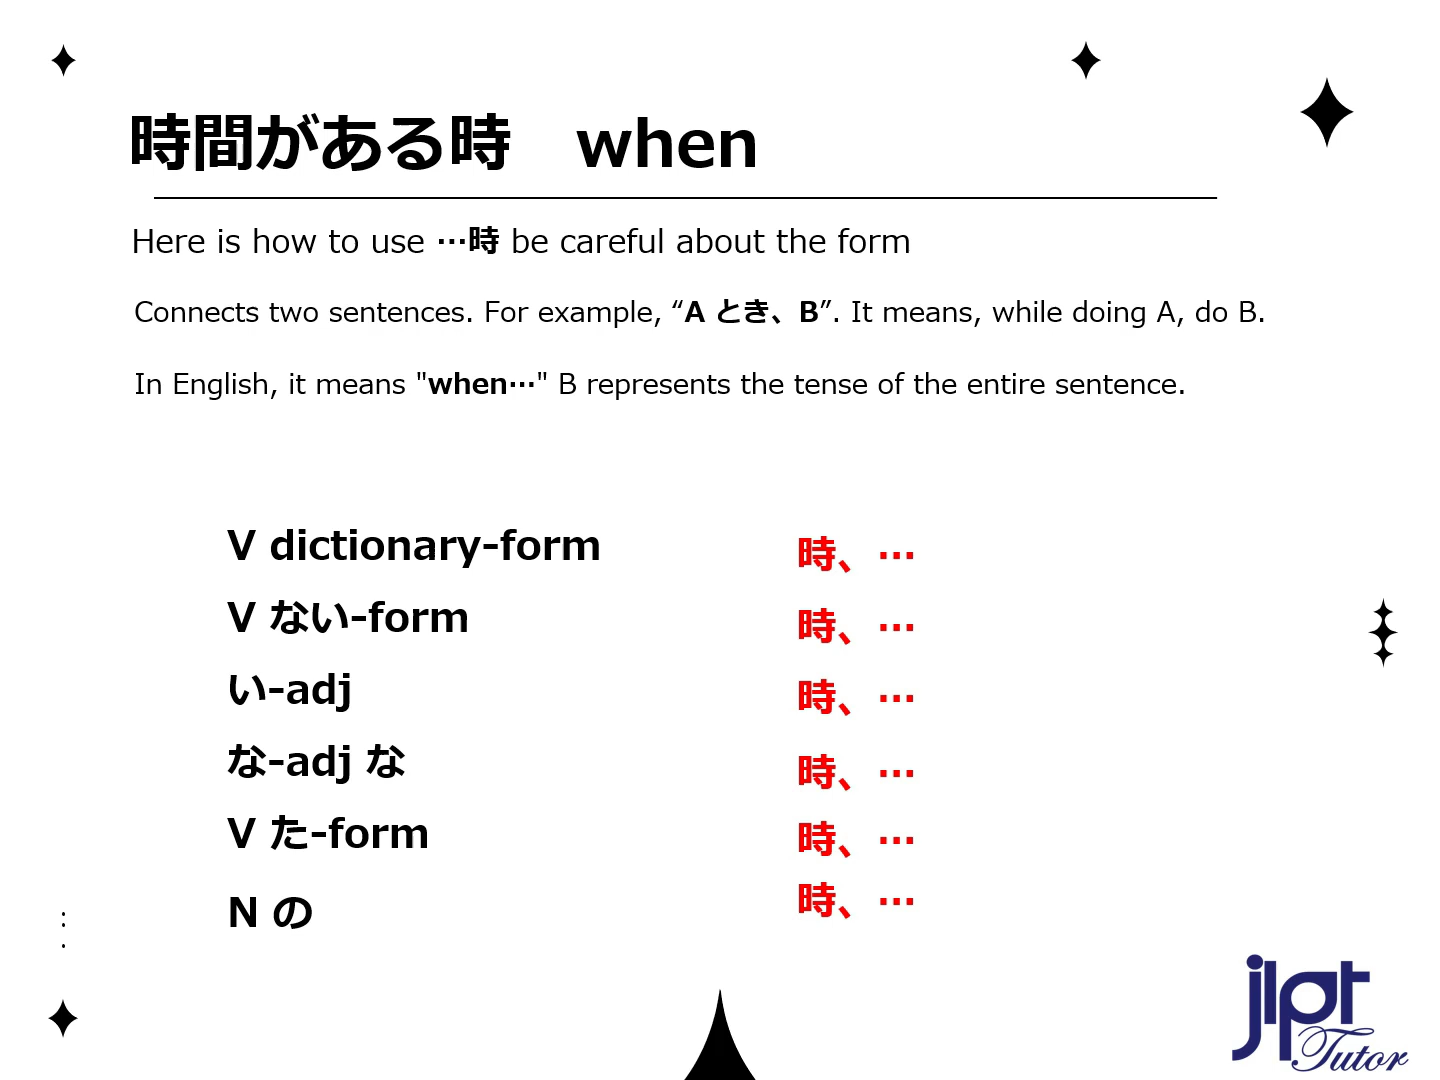 時間がある時　when
Here is how to use …時 be careful about the form
Connects two sentences. For example, “A とき、B”. It means, while doing A, do B.
In English, it means "when…" B represents the tense of the entire sentence.
V dictionary-form 時、…
V ない-form 時、…
い-adj 時、…
な-adj な 時、…
V た-form 時、…
N の 時、…
jlpt
Tutor